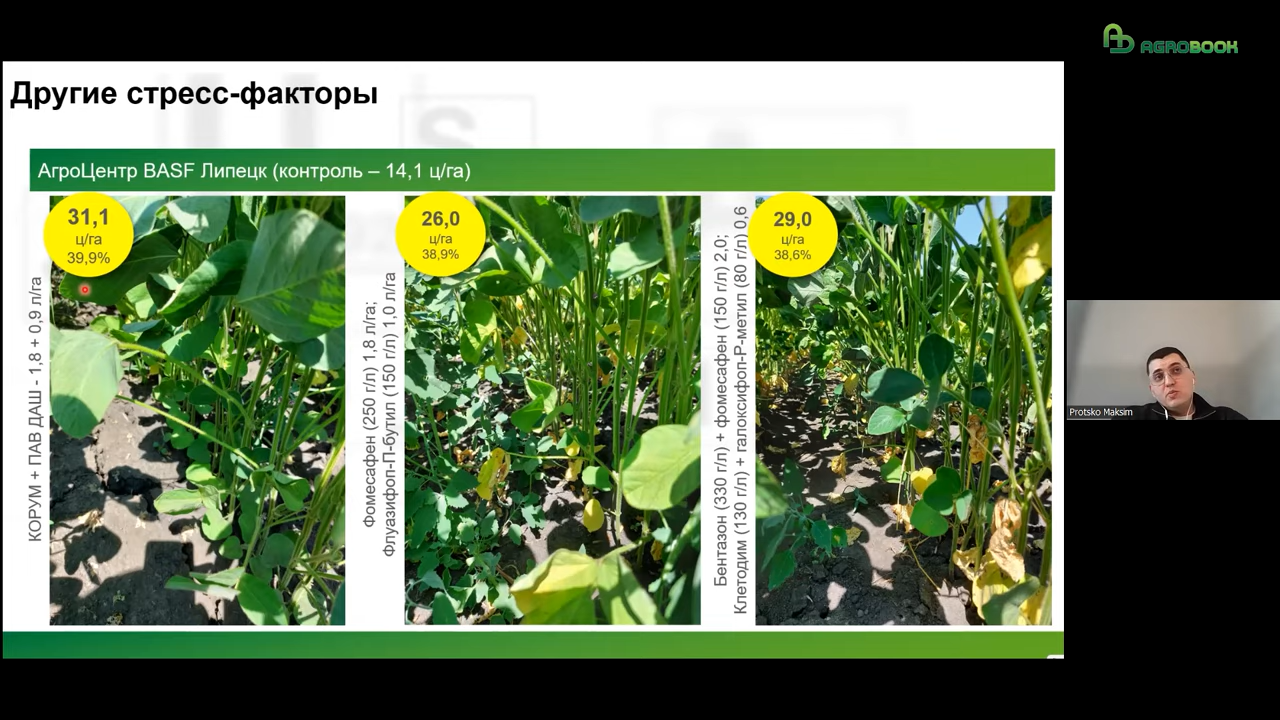 AGROBOOK
Другие стресс-факторы
АгроЦентр BASF Липецк (контроль – 14,1 ц/га)
31,1
ц/га
39,9%
КОРУМ + ПАВ ДАШ - 1,8 + 0,9 л/га
26,0
ц/га
38,9%
Фомесафен (250 г/л) 1,8 л/га;
Флуазифоп-П-бутил (150 г/л) 1,0 л/га
29,0
ц/га
38,6%
Бентазон (330 г/л) + фомесафен (150 г/л) 2,0;
Клетодим (130 г/л) + галоксифоп-Р-метил (80 г/л) 0,6
Protsko Maksim